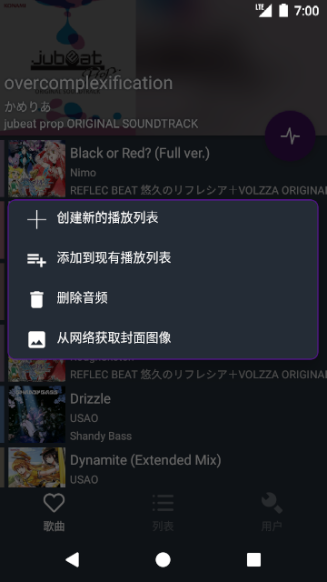 LTE 7:00
jubeat
prop
overcomplexification
かめりあ
jubeat prop ORIGINAL SOUNDTRACK
Black or Red? (Full ver.)
Nimo
REFLEC BEAT 悠久のリフレシア＋VOLZZA ORIGINA
创建新的播放列表
添加到现有播放列表
删除音频
从网络获取封面图像
REFLEC BEAT 悠久のリフレシア＋VOLZZA ORIGINA
Drizzle
USAO
Shandy Bass
Dynamite (Extended Mix)
USAO
歌曲
列表
用户